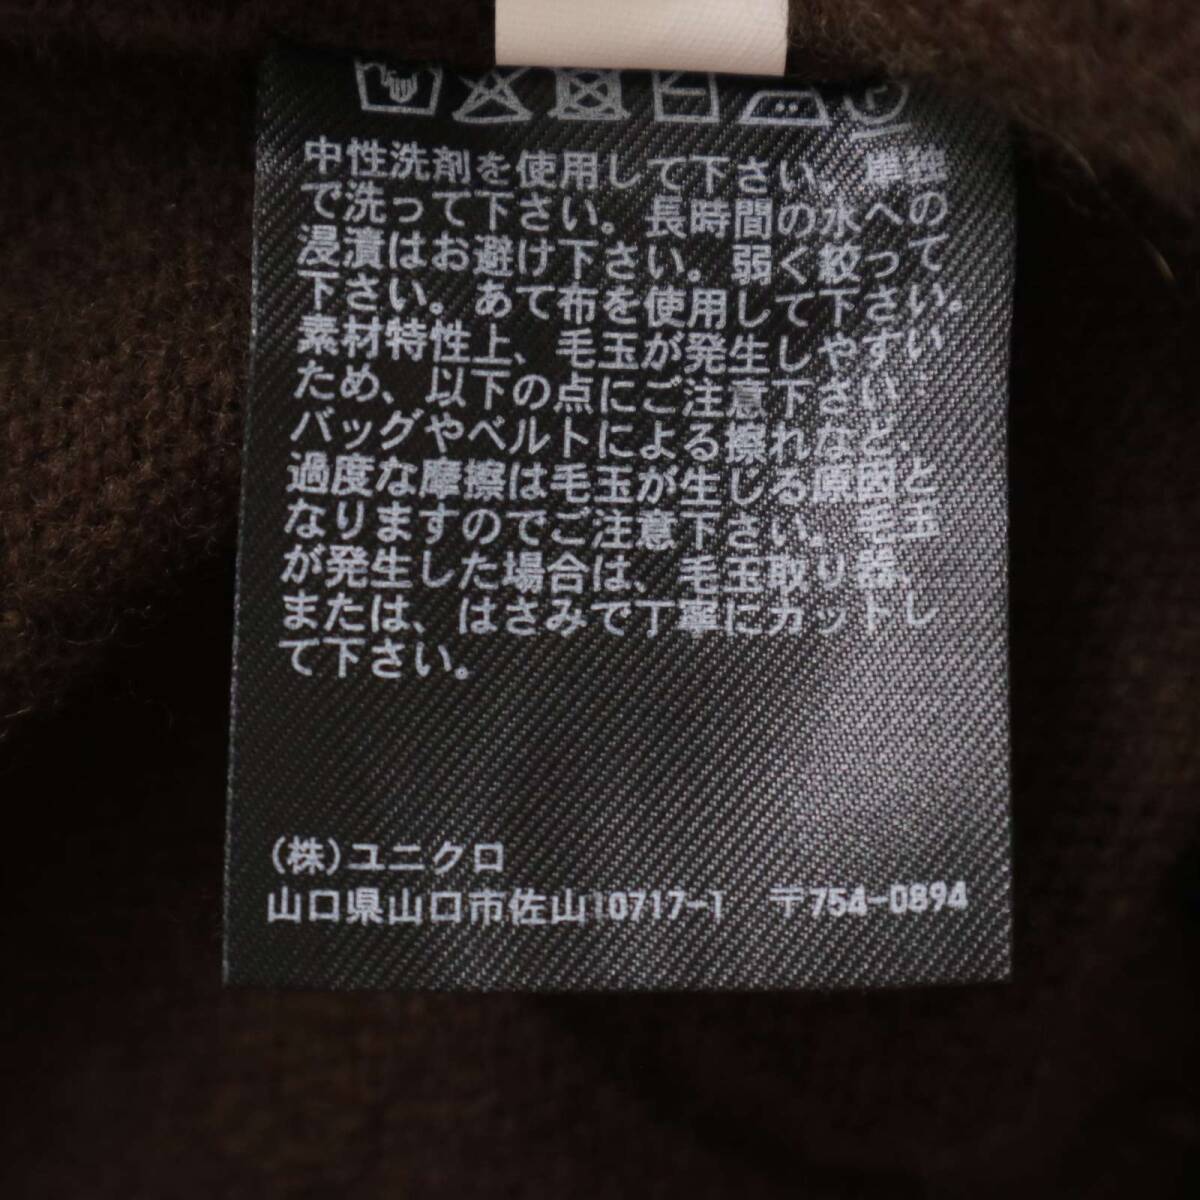 中性洗剤を使用して下さい。単独
で洗って下さい。長時間の水への
浸漬はお避け下さい。弱く絞って
下さい。あて布を使用して下さい。
素材特性上、毛玉が発生しやすい
ため、以下の点にご注意下さい。
バッグやベルトによる擦れなど、
過度な摩擦は毛玉が生じる原因と
なりますのでご注意下さい。毛玉
が発生した場合は、毛玉取り器、
または、はさみで丁寧にカットし
て下さい。
(株)ユニクロ
山口県山口市佐山10717-1 〒754-0894